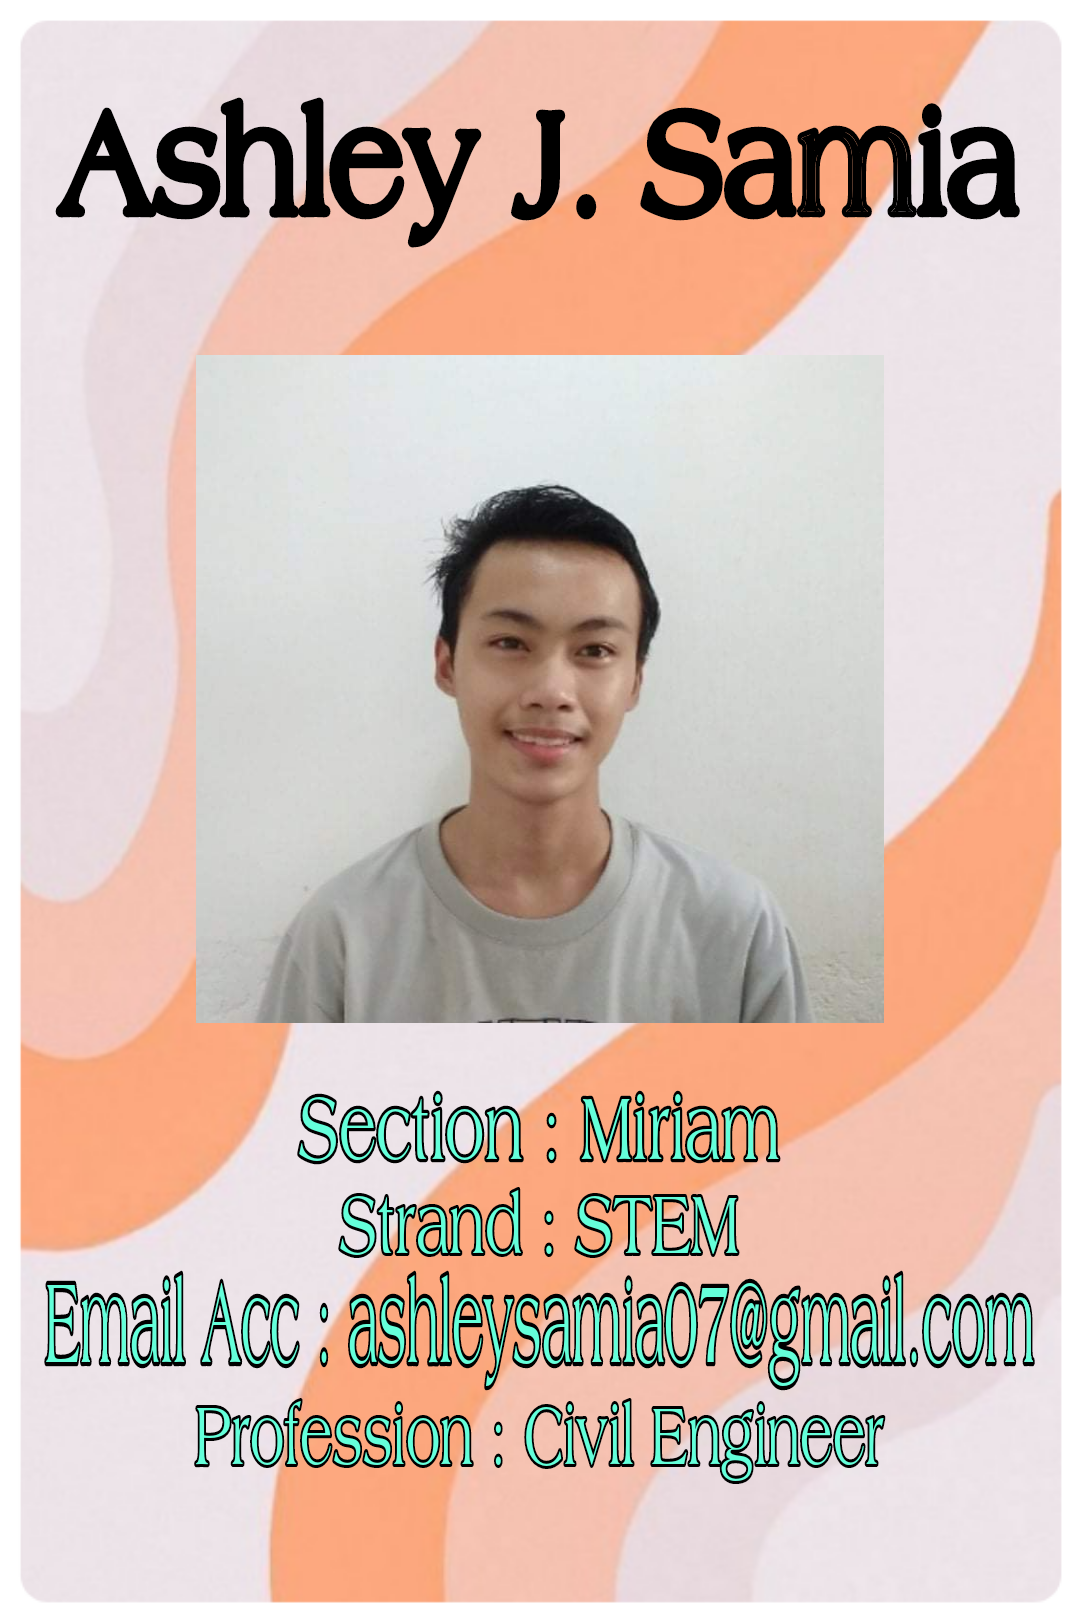 Ashley J. Samia
Section : Miriam
Strand : STEM
Email Acc : ashleysamia07@gmail.com
Profession : Civil Engineer